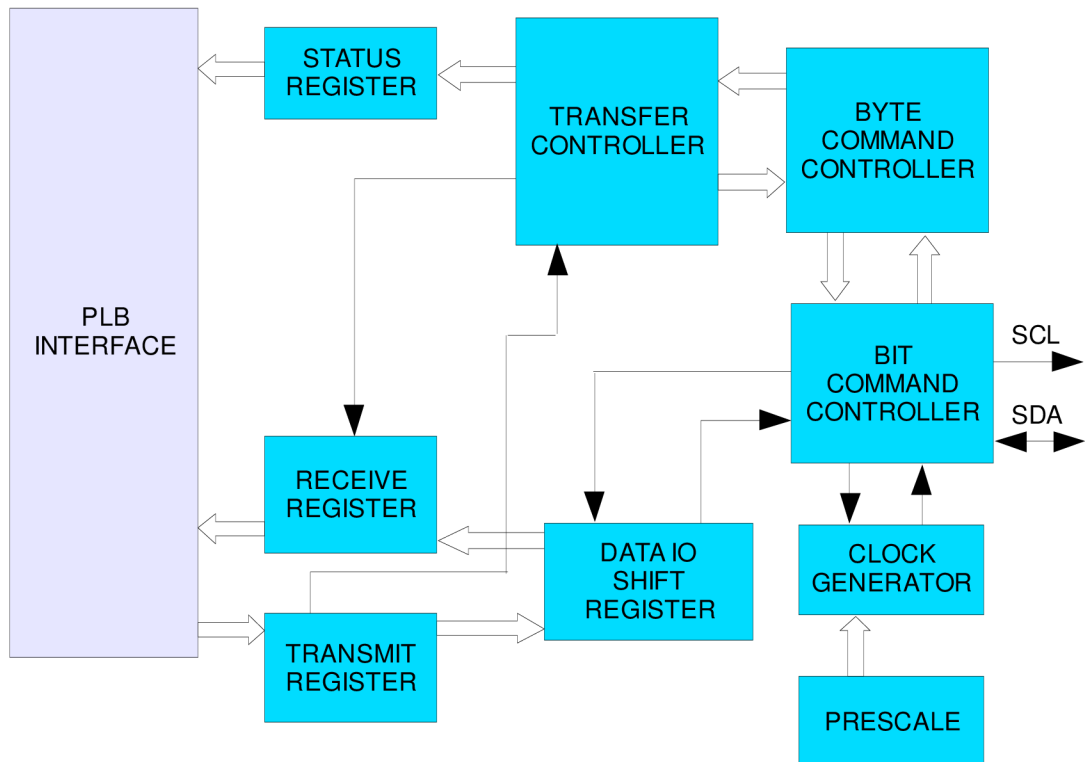 STATUS
REGISTER
TRANSFER
CONTROLLER
BYTE
COMMAND
CONTROLLER
PLB
INTERFACE
BIT
COMMAND
CONTROLLER
SCL
SDA
RECEIVE
REGISTER
DATA IO
SHIFT
REGISTER
CLOCK
GENERATOR
TRANSMIT
REGISTER
PRESCALE